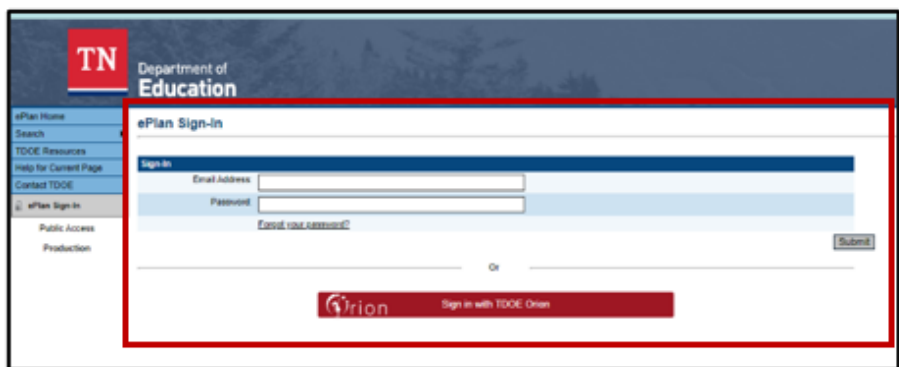 TN
Department of
Education
ePlan Home
Search
TDOE Resources
Help for Current Page
Contact TDOE
ePlan Sign-In
Public Access
Production
ePlan Sign-In
Sign-In
Email Address:
Password:
Forgot your password?
Submit
Or
Orion Sign in with TDOE Orion